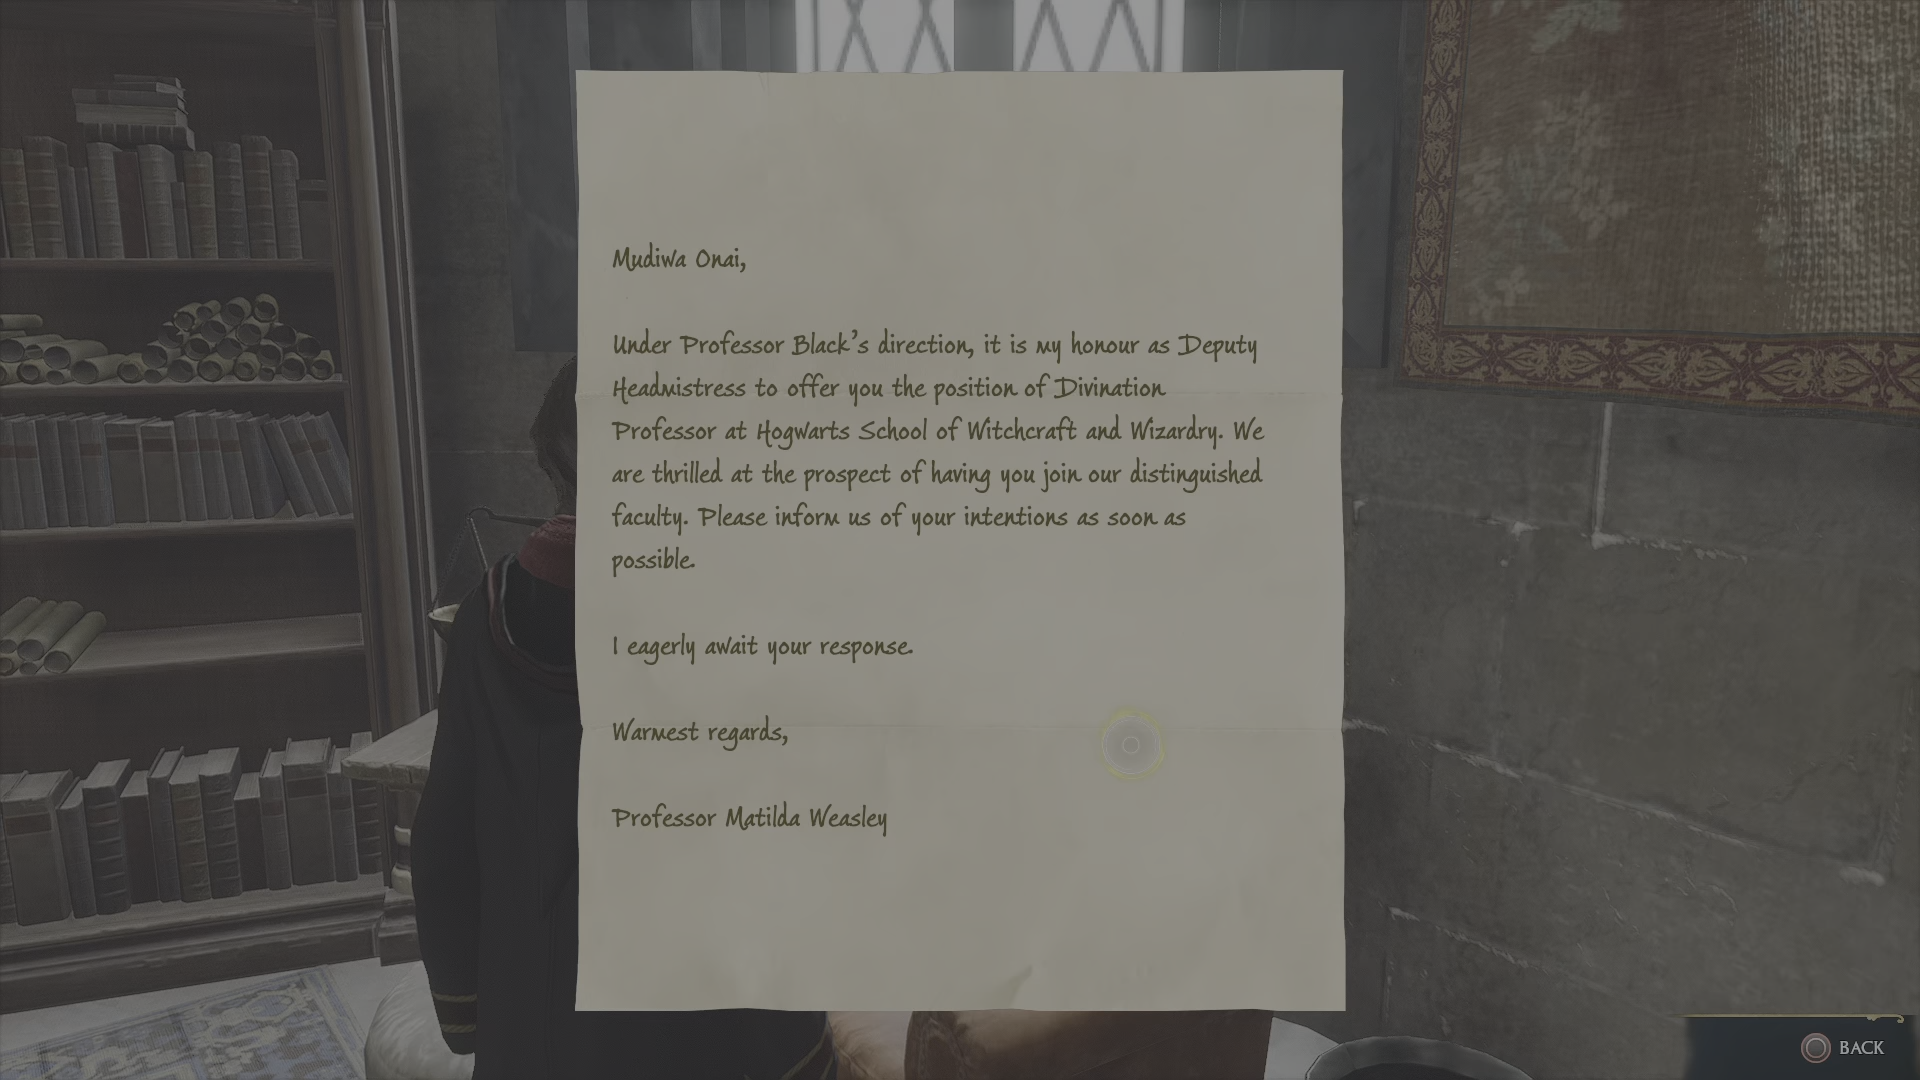 Mudiwa Onai,
Under Professor Black's direction, it is my honour as Deputy
Headmistress to offer you the position of Divination
Professor at Hogwarts School of Witchcraft and Wizardry. We
are thrilled at the prospect of having you join our distinguished
faculty. Please inform us of your intentions as soon as
possible.
I eagerly await your response.
Warmest regards,
Professor Matilda Weasley
BACK